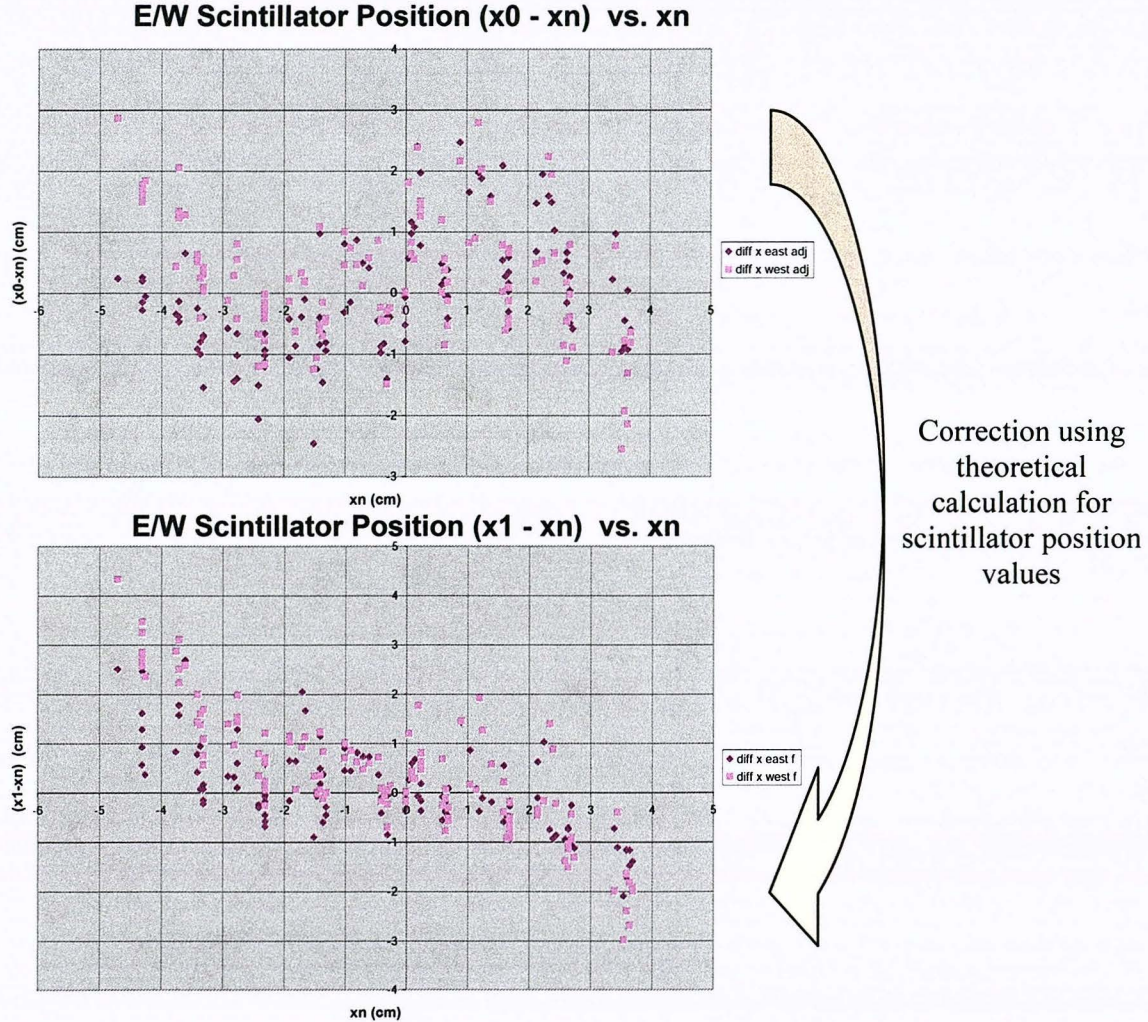 E/W Scintillator Position (x0 - xn) vs. xn
4
3
2
1
0
-1
-2
-3
-6 -5 -4 -3 -2 -1 0 1 2 3 4 5
(x0-xn) (cm)
xn (cm)
diff x east adj
diff x west adj
E/W Scintillator Position (x1 - xn) vs. xn
5
4
3
2
1
0
-1
-2
-3
-4
-6 -5 -4 -3 -2 -1 0 1 2 3 4 5
(x1-xn) (cm)
xn (cm)
diff x east f
diff x west f
Correction using
theoretical
calculation for
scintillator position
values